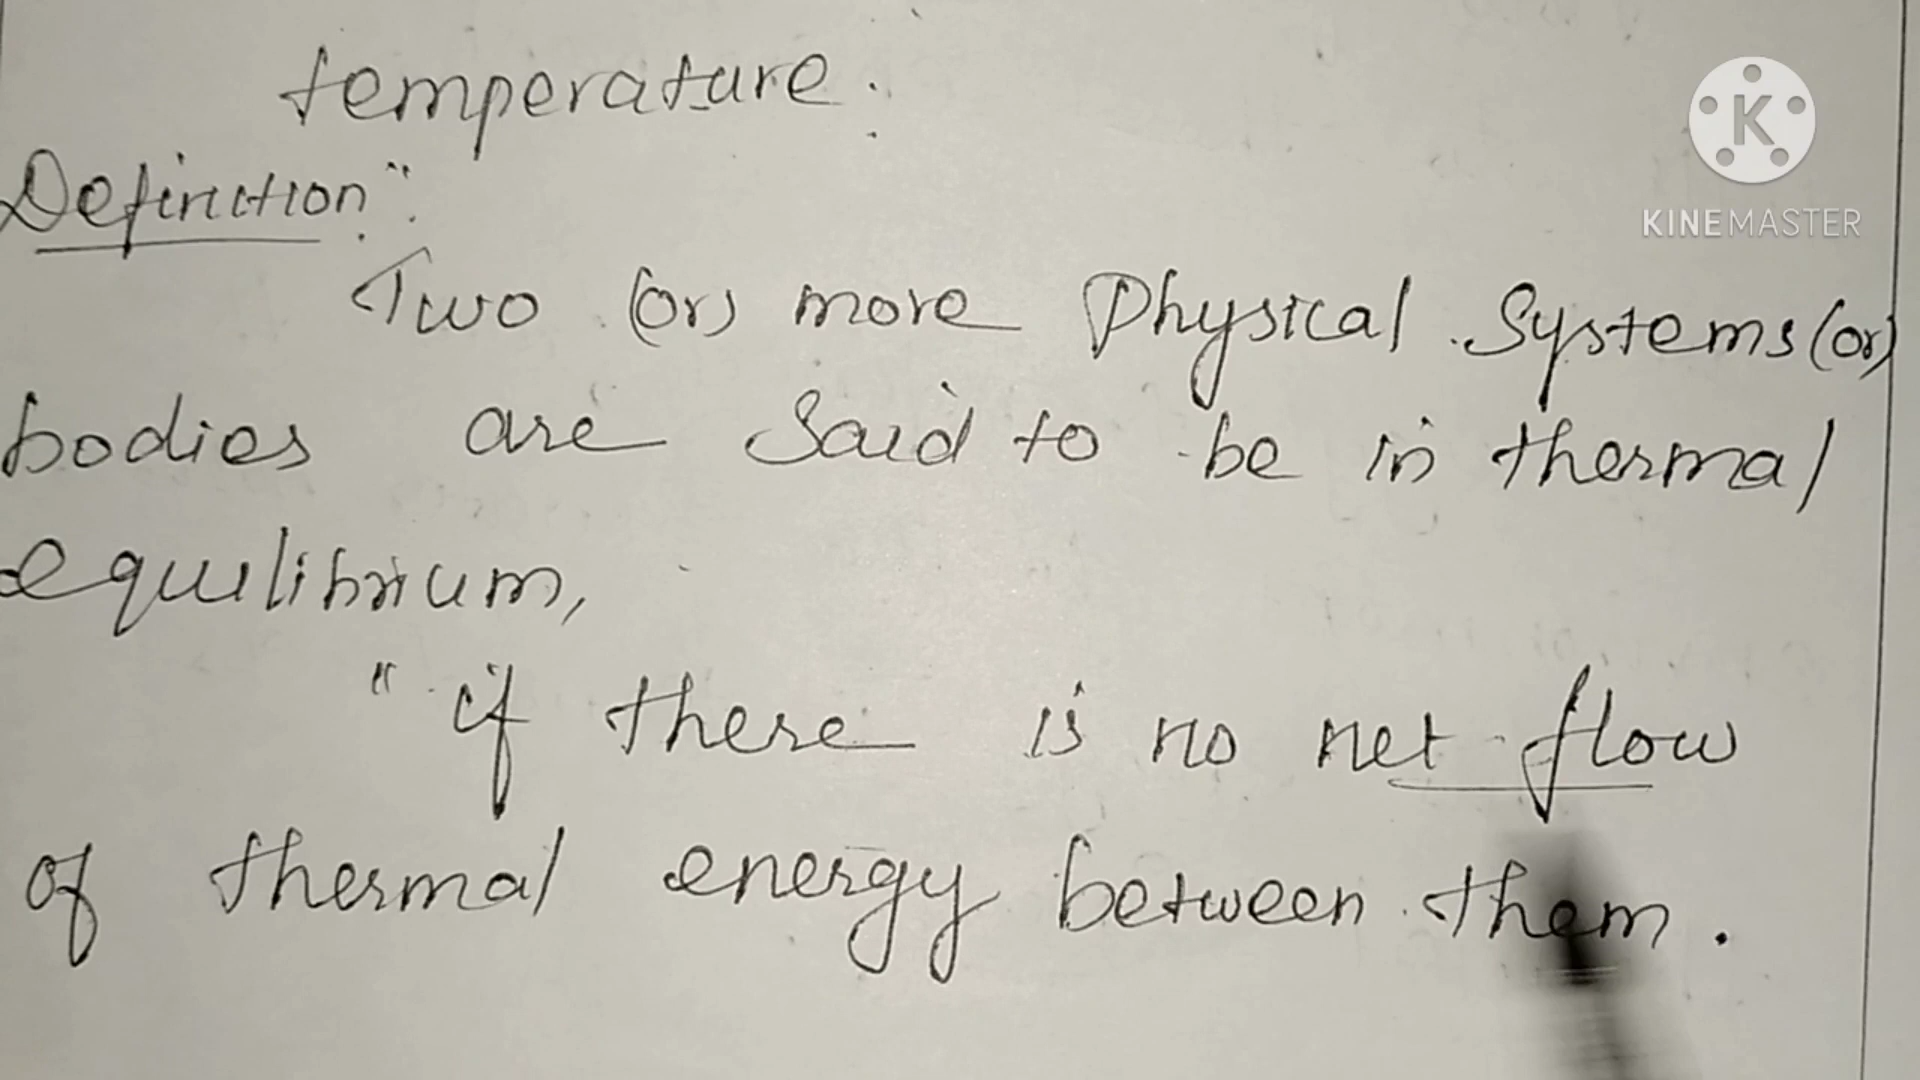 temperature.
Definition":
Two (or) more Physical Systems (or)
bodies are said to be in thermal
equilibrium,
"if there is no net flow
of thermal energy between them.
K
KINEMASTER